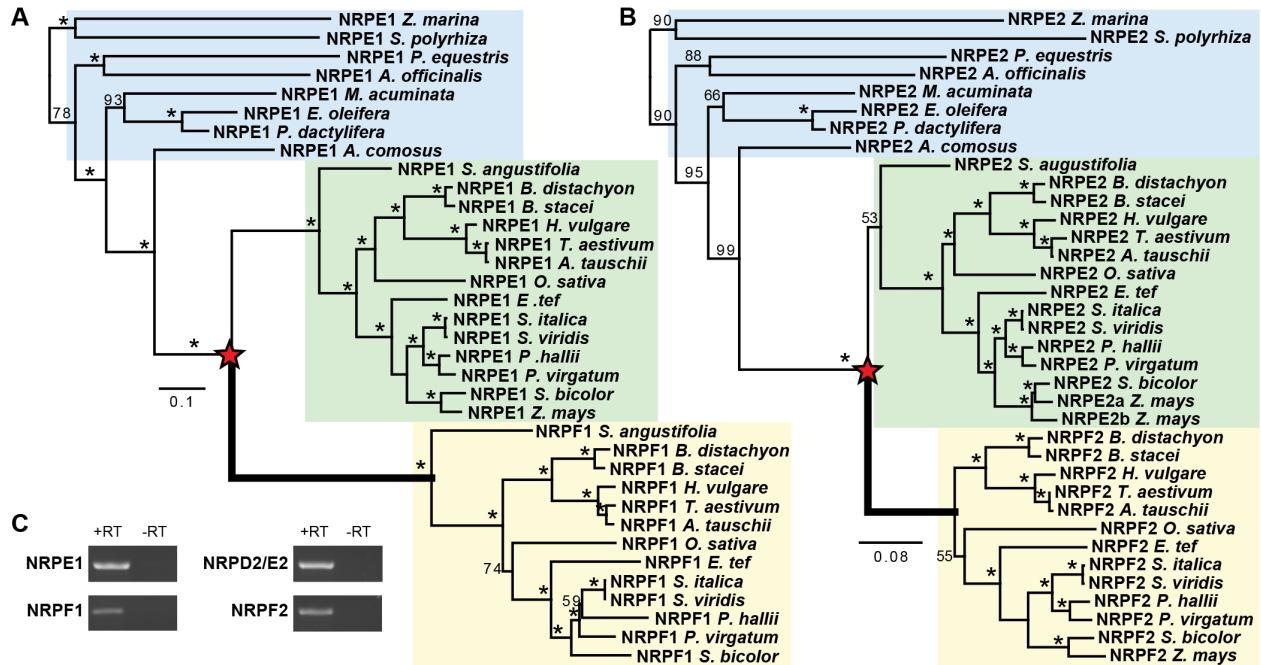 A
NRPE1 Z. marina
*
NRPE1 S. polyrhiza
NRPE1 P. equestris
*
NRPE1 A. officinalis
NRPE1 M. acuminata
93
78
NRPE1 E. oleifera
*
NRPE1 P. dactylifera
NRPE1 A. comosus
*
NRPE1 S. angustifolia
NRPE1 B. distachyon
*
NRPE1 B. stacei
*
NRPE1 H. vulgare
*
*
NRPE1 T. aestivum
*
*
*
NRPE1 A. tauschii
NRPE1 O. sativa
*
NRPE1 E .tef
NRPE1 S. italica
*
*
NRPE1 S. viridis
*
*
NRPE1 P .hallii
*
*
NRPE1 P. virgatum
NRPE1 S. bicolor
*
NRPE1 Z. mays
0.1
NRPF1 S. angustifolia
NRPF1 B. distachyon
*
NRPF1 B. stacei
*
*
NRPF1 H. vulgare
*
NRPF1 T. aestivum
*
*
NRPF1 A. tauschii
NRPF1 O. sativa
74
NRPF1 E. tef
NRPF1 S. italica
*
*
59
NRPF1 S. viridis
*
NRPF1 P. hallii
*
NRPF1 P. virgatum
NRPF1 S. bicolor
B
90
NRPE2 Z. marina
NRPE2 S. polyrhiza
88
NRPE2 P. equestris
NRPE2 A. officinalis
66
NRPE2 M. acuminata
*
NRPE2 E. oleifera
90
NRPE2 P. dactylifera
NRPE2 A. comosus
95
NRPE2 S. augustifolia
NRPE2 B. distachyon
*
NRPE2 B. stacei
*
53
NRPE2 H. vulgare
*
*
NRPE2 T. aestivum
*
99
NRPE2 A. tauschii
*
NRPE2 O. sativa
NRPE2 E. tef
NRPE2 S. italica
*
*
NRPE2 S. viridis
*
NRPE2 P. hallii
*
*
*
NRPE2 P. virgatum
*
NRPE2 S. bicolor
*
NRPE2a Z. mays
NRPE2b Z. mays
NRPF2 B. distachyon
*
NRPF2 B. stacei
*
NRPF2 H. vulgare
*
NRPF2 T. aestivum
*
NRPF2 A. tauschii
NRPF2 O. sativa
55
0.08
NRPF2 E. tef
NRPF2 S. italica
*
*
NRPF2 S. viridis
*
NRPF2 P. hallii
*
NRPF2 P. virgatum
NRPF2 S. bicolor
*
NRPF2 Z. mays
C
+RT -RT
+RT -RT
NRPE1
NRPD2/E2
NRPF1
NRPF2